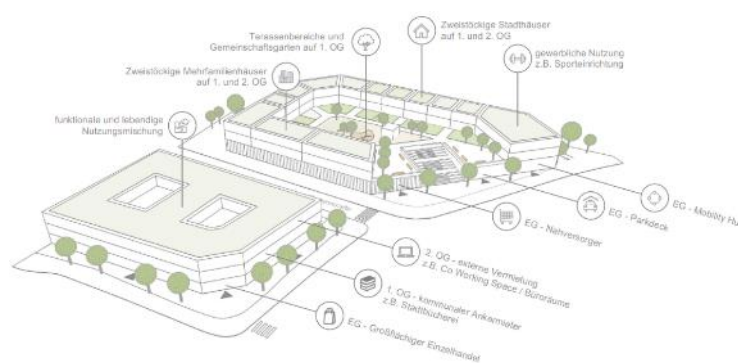 Zweistöckige Stadthäuser
auf 1. und 2. OG
Terassenbereiche und
Gemeinschaftsgärten auf 1. OG
gewerbliche Nutzung
z.B. Sporteinrichtung
Zweistöckige Mehrfamilienhäuser
auf 1. und 2. OG
funktionale und lebendige
Nutzungsmischung
EG - Mobility Hu
EG - Parkdeck
EG - Nahversorger
2. OG - externe Vermietung
z.B. Co Working Space / Büroräume
1. OG - kommunaler Ankermieter
z.B. Stadtbücherei
EG - Großflächiger Einzelhandel